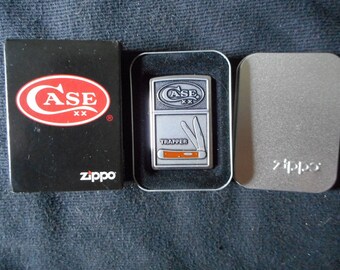 CASE
XX
®
zippo
CASE
XX
TRAPPER
zippo